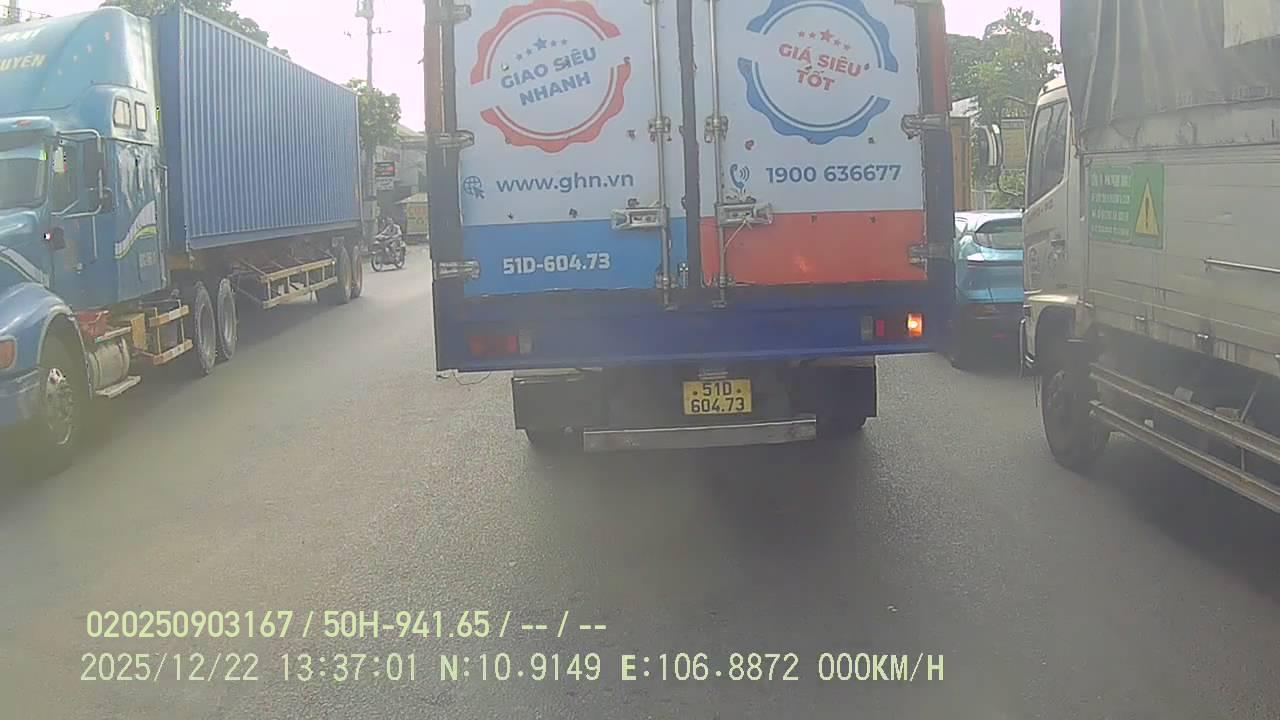 UYÊN
GIAO SIÊU
NHANH
GIÁ SIÊU
TỐT
www.ghn.vn
1900 636677
51D-604.73
51D
604.73
020250903167 / 50H-941.65 / -- / --
2025/12/22 13:37:01 N:10.9149 E:106.8872 000KM/H